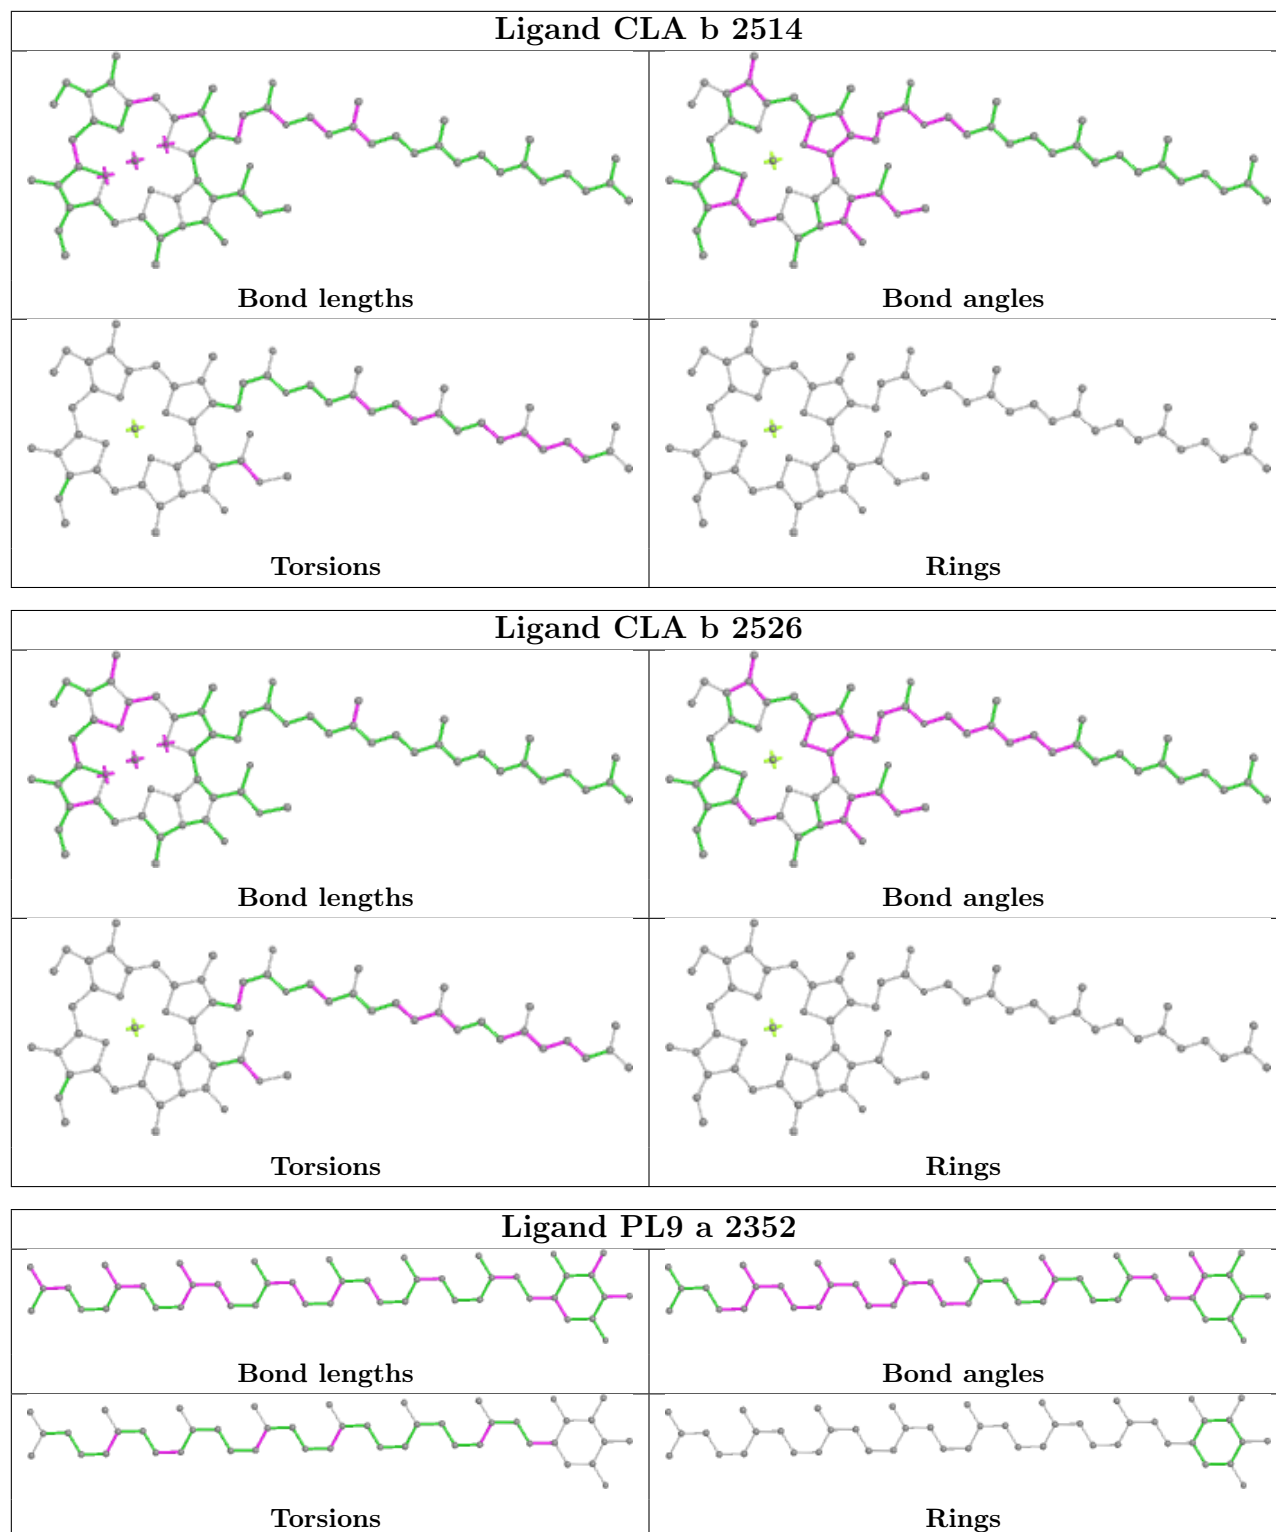 Ligand CLA b 2514
Bond lengths
Bond angles
Torsions
Rings
Ligand CLA b 2526
Bond lengths
Bond angles
Torsions
Rings
Ligand PL9 a 2352
Bond lengths
Bond angles
Torsions
Rings